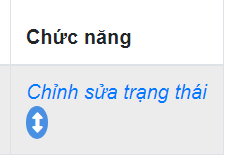 Chức năng
Chỉnh sửa trạng thái